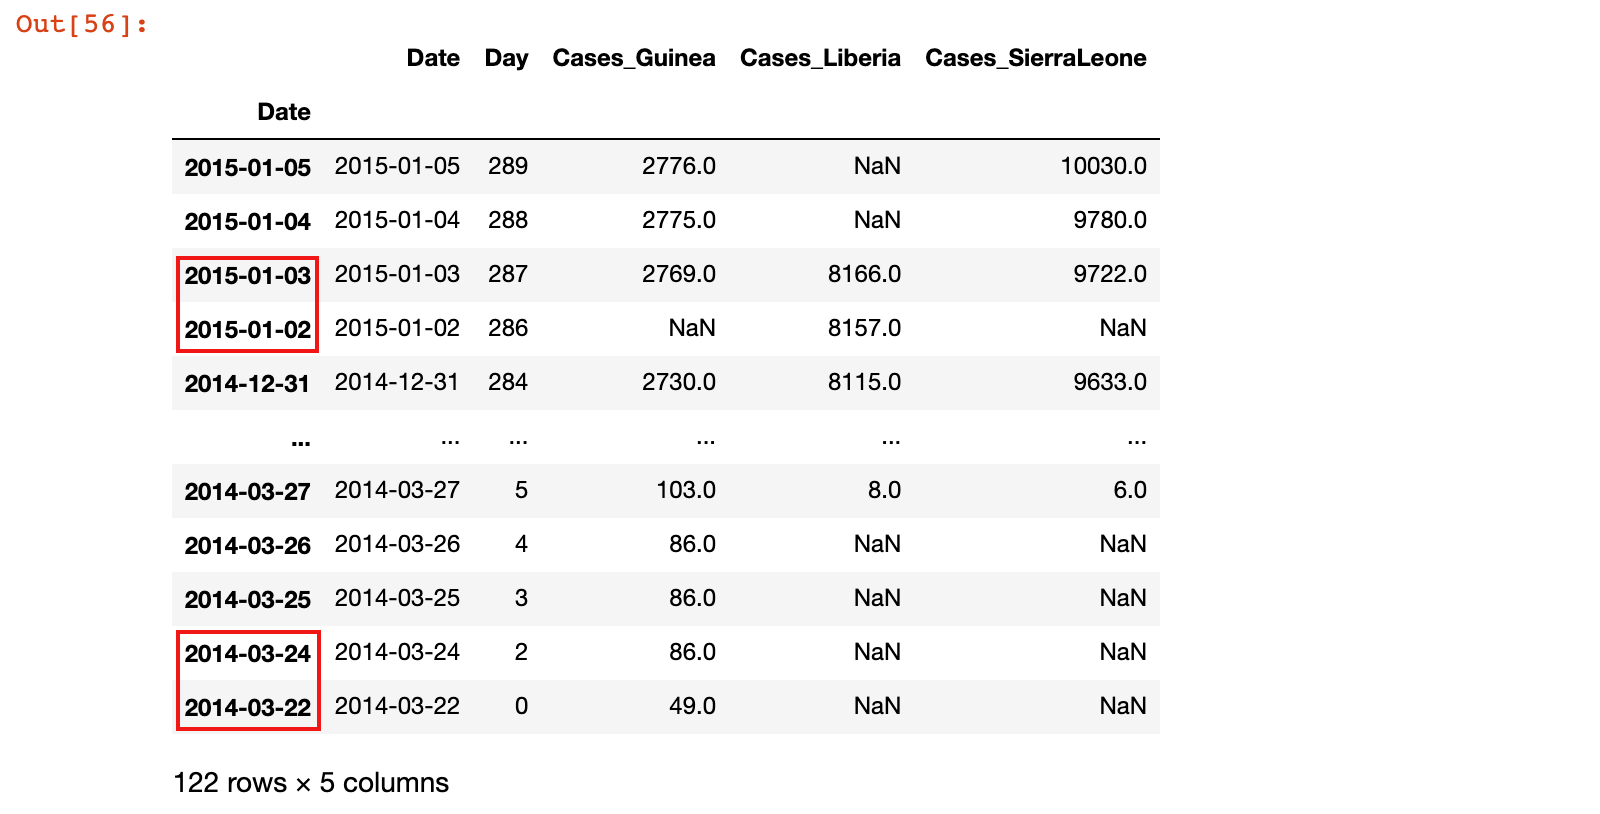 Out[56]:
Date Day Cases_Guinea Cases_Liberia Cases_SierraLeone
Date
2015-01-05 2015-01-05 289 2776.0 NaN 10030.0
2015-01-04 2015-01-04 288 2775.0 NaN 9780.0
2015-01-03 2015-01-03 287 2769.0 8166.0 9722.0
2015-01-02 2015-01-02 286 NaN 8157.0 NaN
2014-12-31 2014-12-31 284 2730.0 8115.0 9633.0
... ... ... ... ... ...
2014-03-27 2014-03-27 5 103.0 8.0 6.0
2014-03-26 2014-03-26 4 86.0 NaN NaN
2014-03-25 2014-03-25 3 86.0 NaN NaN
2014-03-24 2014-03-24 2 86.0 NaN NaN
2014-03-22 2014-03-22 0 49.0 NaN NaN
122 rows × 5 columns